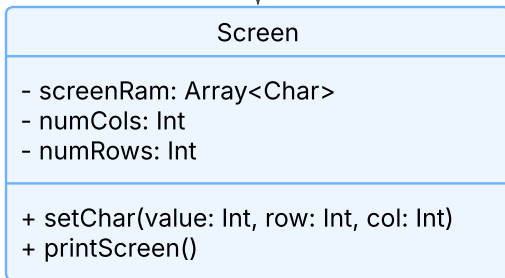 Screen
- screenRam: Array<Char>
- numCols: Int
- numRows: Int
+ setChar(value: Int, row: Int, col: Int)
+ printScreen()